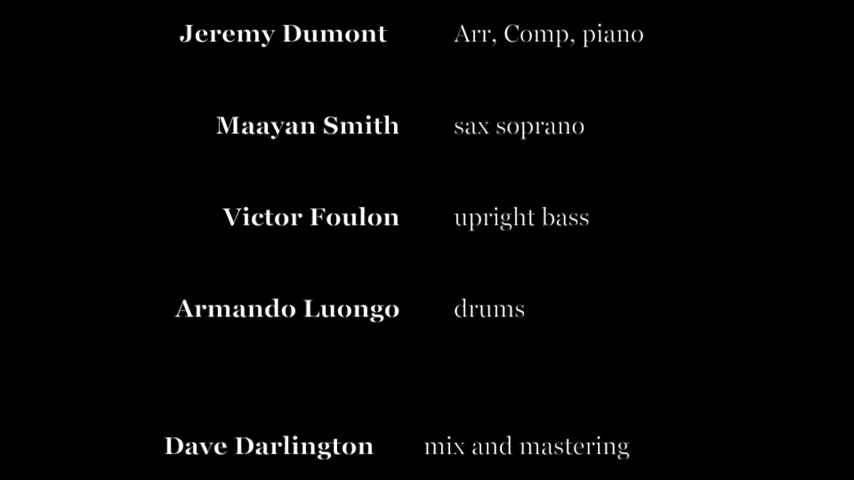 Jeremy Dumont Arr, Comp, piano
Maayan Smith sax soprano
Victor Foulon upright bass
Armando Luongo drums
Dave Darlington mix and mastering